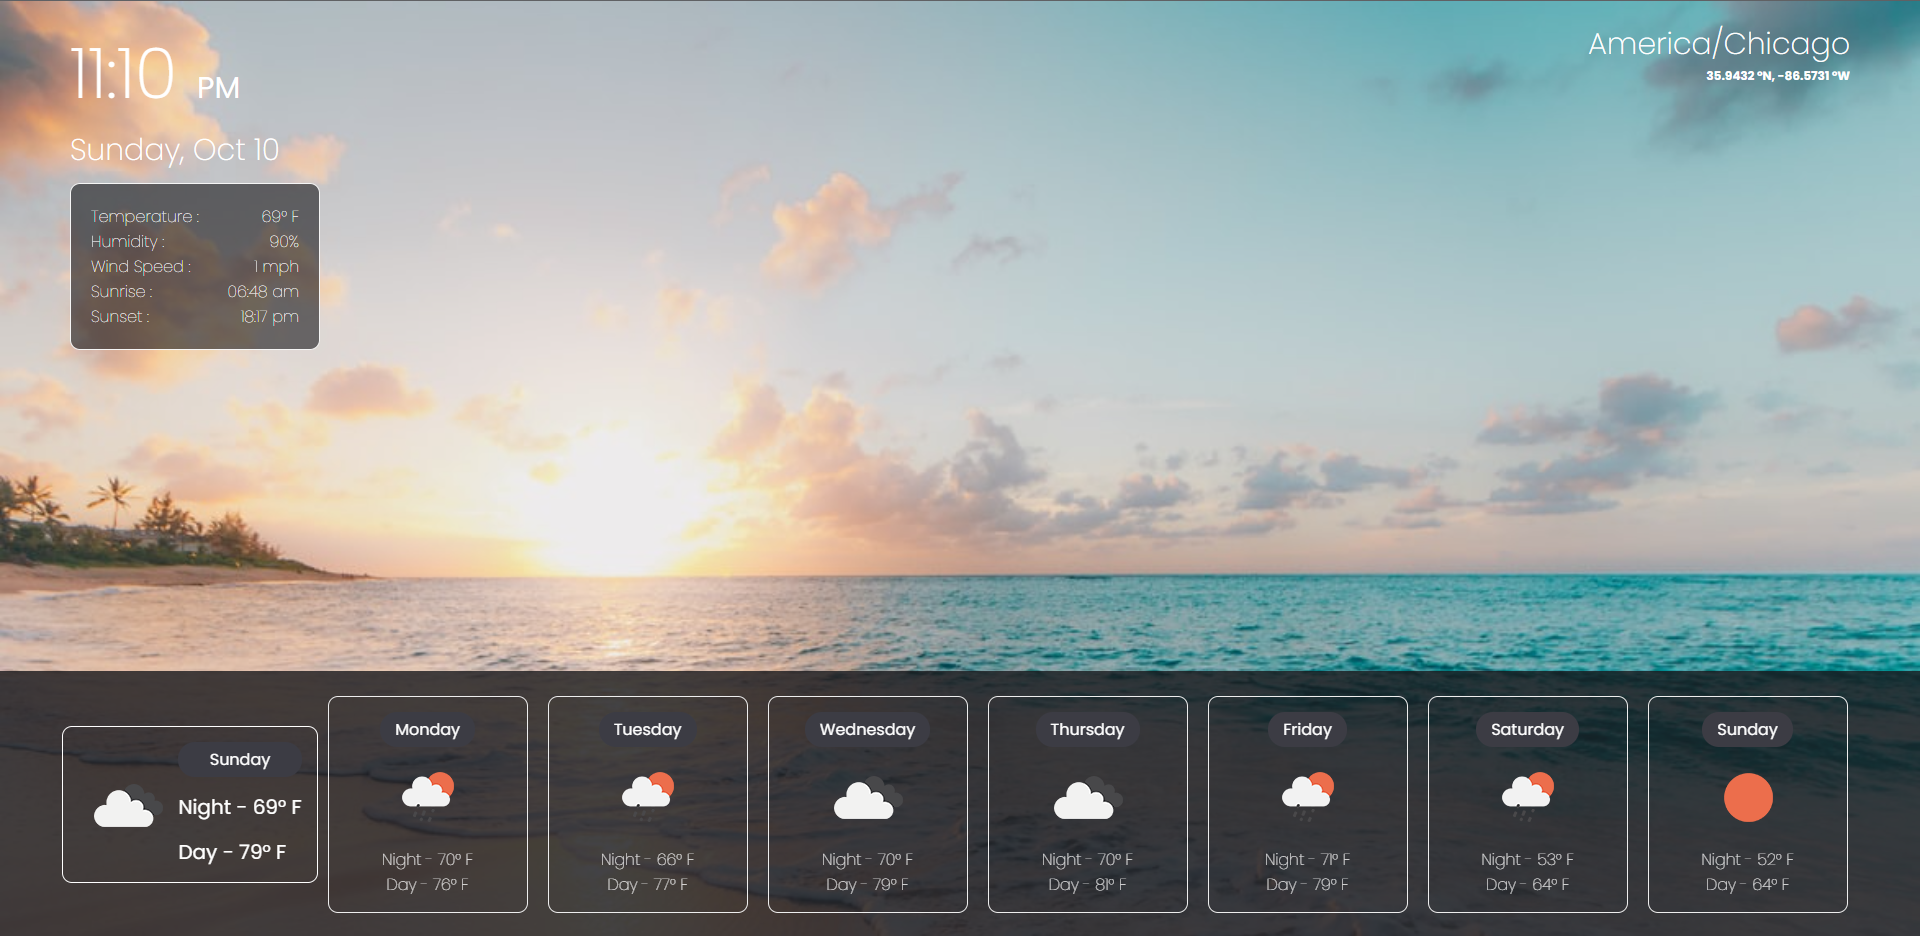 11:10 PM
Sunday, Oct 10
America/Chicago
35.9432 °N, -86.5731 °W
Temperature : 69° F
Humidity : 90%
Wind Speed : 1 mph
Sunrise : 06:48 am
Sunset : 18:17 pm
Sunday
Night - 69° F
Day - 79° F
Monday
Night - 70° F
Day - 76° F
Tuesday
Night - 66° F
Day - 77° F
Wednesday
Night - 70° F
Day - 79° F
Thursday
Night - 70° F
Day - 81° F
Friday
Night - 71° F
Day - 79° F
Saturday
Night - 53° F
Day - 64° F
Sunday
Night - 52° F
Day - 64° F